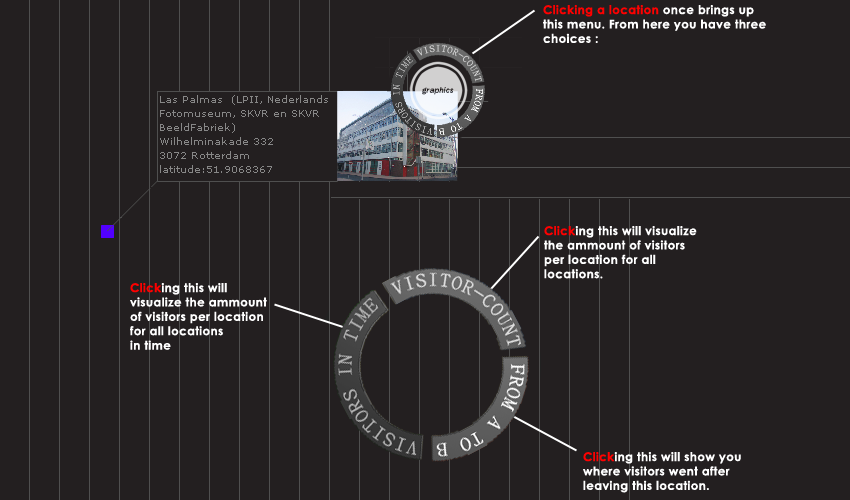 Clicking a location once brings up
this menu. From here you have three
choices :
VISITOR-COUNT
FROM A TO B
VISITORS IN TIME
graphics
Las Palmas (LPII, Nederlands
Fotomuseum, SKVR en SKVR
BeeldFabriek)
Wilhelminakade 332
3072 Rotterdam
latitude:51.9068367
Clicking this will visualize
the ammount of visitors
per location for all
locations.
Clicking this will
visualize the ammount
of visitors per location
for all locations
in time
VISITOR-COUNT
FROM A TO B
VISITORS IN TIME
Clicking this will show you
where visitors went after
leaving this location.